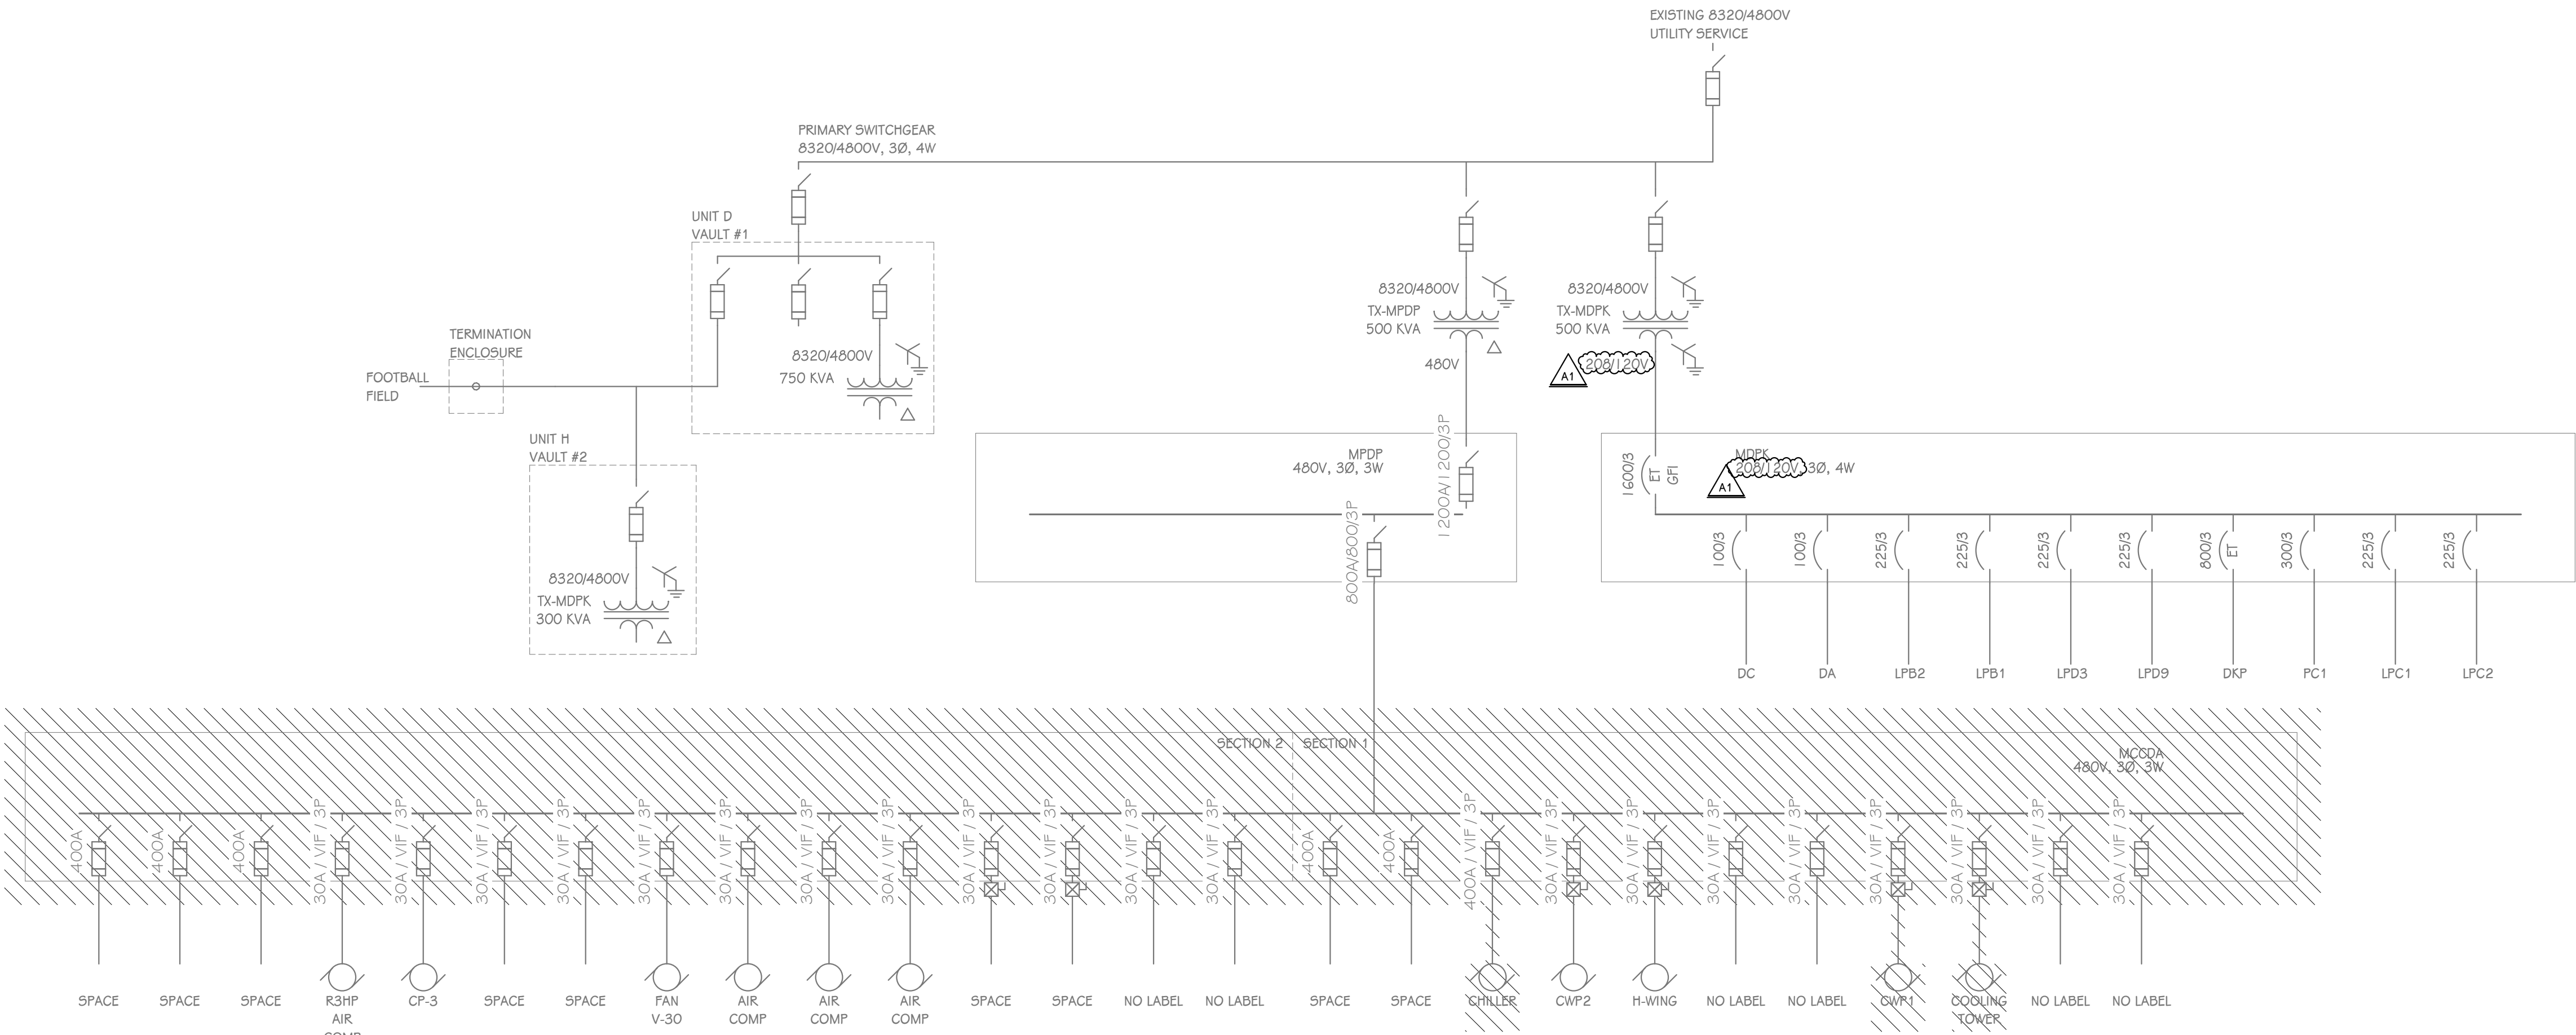 EXISTING 8320/4800V
UTILITY SERVICE
PRIMARY SWITCHGEAR
8320/4800V, 3Ø, 4W
UNIT D
VAULT #1
8320/4800V
750 KVA
TERMINATION
ENCLOSURE
FOOTBALL
FIELD
UNIT H
VAULT #2
8320/4800V
TX-MDPK
300 KVA
8320/4800V
TX-MPDP
500 KVA
480V
8320/4800V
TX-MDPK
500 KVA
A1
208/120V
MPDP
480V, 3Ø, 3W
1200A/1200/3P
800A/800/3P
1600/3
ET
GFI
MDPK
208/120V, 3Ø, 4W
A1
100/3
100/3
225/3
225/3
225/3
225/3
800/3
ET
300/3
225/3
225/3
DC
DA
LPB2
LPB1
LPD3
LPD9
DKP
PC1
LPC1
LPC2
SECTION 2
SECTION 1
MCCDA
480V, 3Ø, 3W
400A
400A
400A
30A / VIF / 3P
30A / VIF / 3P
30A / VIF / 3P
30A / VIF / 3P
30A / VIF / 3P
30A / VIF / 3P
30A / VIF / 3P
30A / VIF / 3P
30A / VIF / 3P
30A / VIF / 3P
30A / VIF / 3P
30A / VIF / 3P
400A
400A
400A / VIF / 3P
30A / VIF / 3P
30A / VIF / 3P
30A / VIF / 3P
30A / VIF / 3P
30A / VIF / 3P
30A / VIF / 3P
30A / VIF / 3P
30A / VIF / 3P
SPACE
SPACE
SPACE
R3HP
AIR
COMP
CP-3
SPACE
SPACE
FAN
V-30
AIR
COMP
AIR
COMP
AIR
COMP
SPACE
SPACE
NO LABEL
NO LABEL
SPACE
SPACE
CHILLER
CWP2
H-WING
NO LABEL
NO LABEL
CWP1
COOLING
TOWER
NO LABEL
NO LABEL